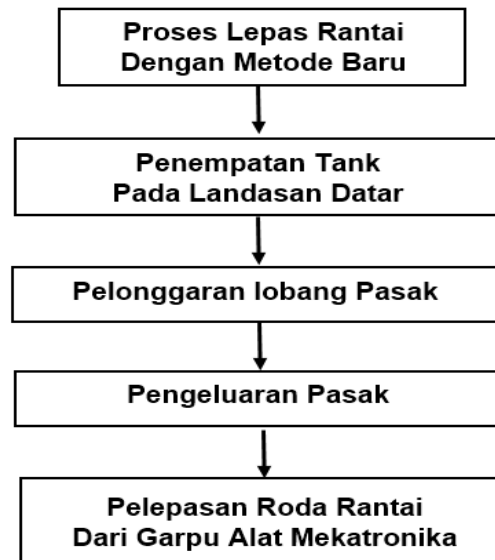 Proses Lepas Rantai
Dengan Metode Baru
Penempatan Tank
Pada Landasan Datar
Pelonggaran lobang Pasak
Pengeluaran Pasak
Pelepasan Roda Rantai
Dari Garpu Alat Mekatronika